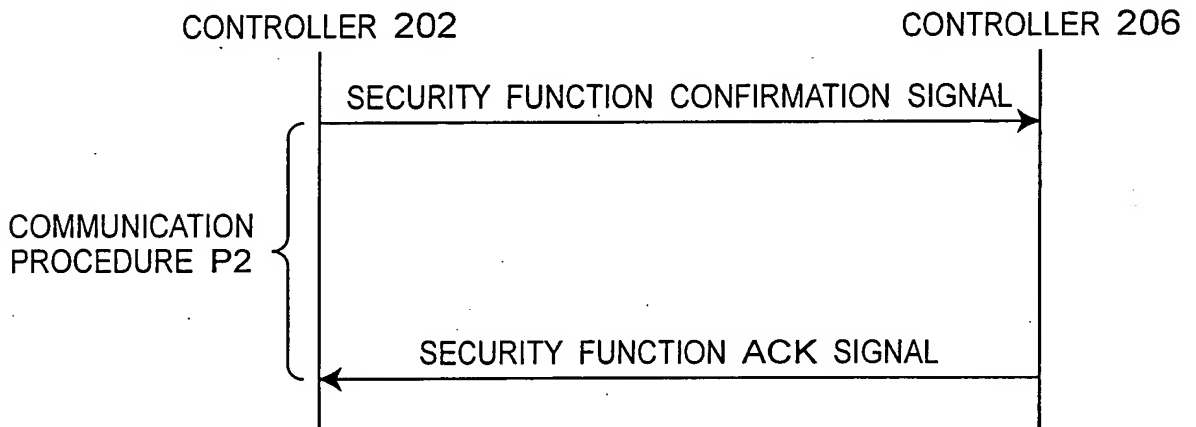 CONTROLLER 202
CONTROLLER 206
SECURITY FUNCTION CONFIRMATION SIGNAL
COMMUNICATION
PROCEDURE P2
SECURITY FUNCTION ACK SIGNAL